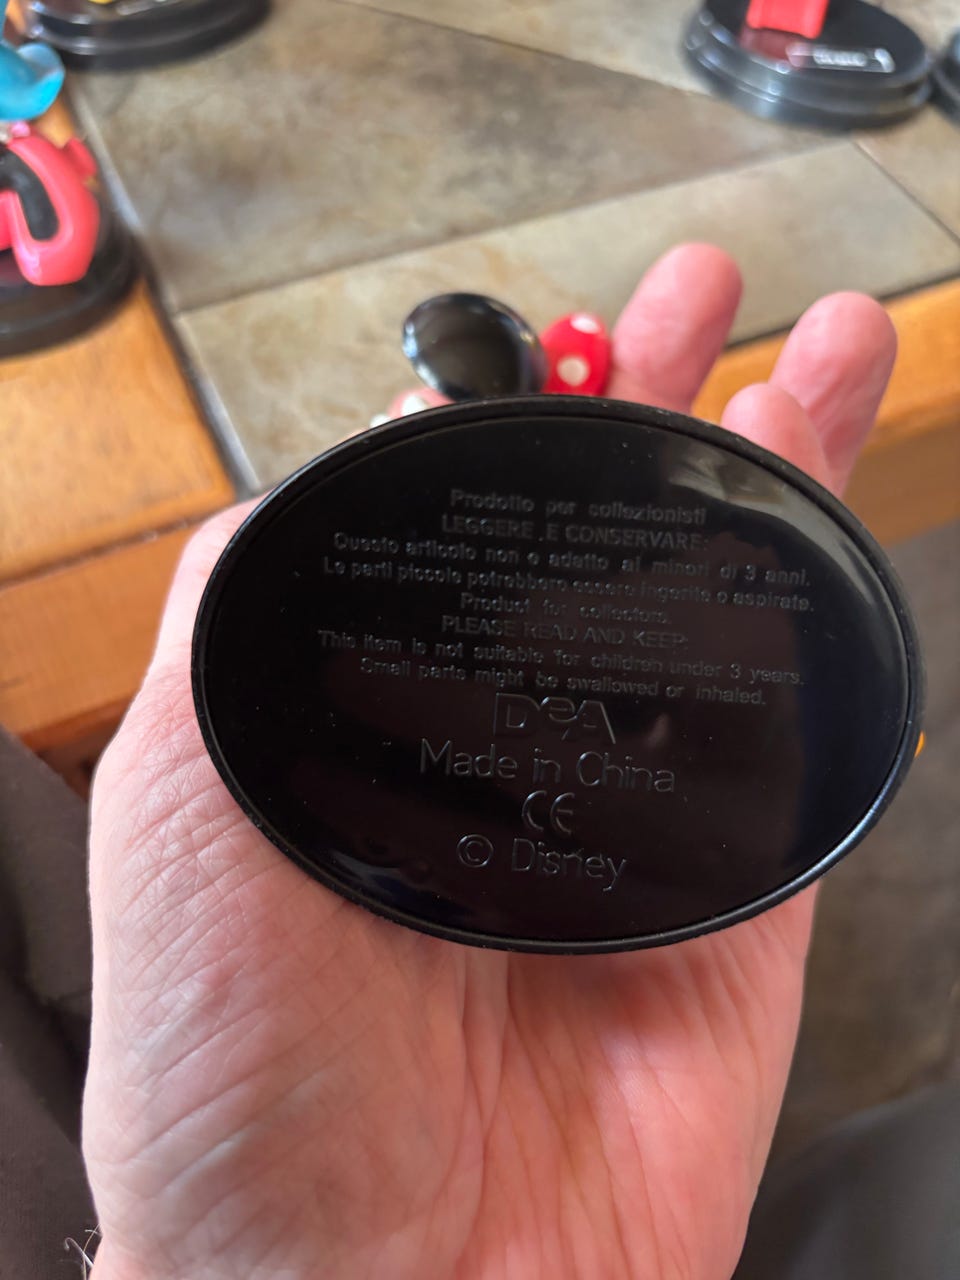 Prodotto per collezionisti
LEGGERE E CONSERVARE:
Questo articolo non e adatto ai minori di 3 anni.
Le parti piccole potrebbero essere ingerite o aspirate.
Product for collectors.
PLEASE READ AND KEEP:
This item is not suitable for children under 3 years.
Small parts might be swallowed or inhaled.
DeA
Made in China
CE
© Disney